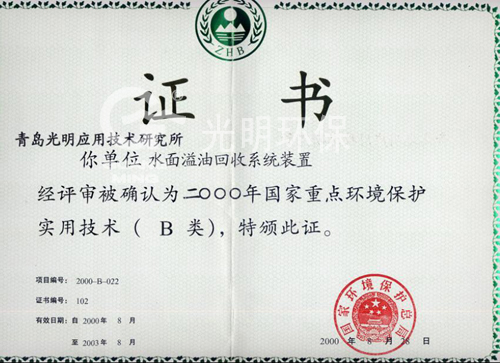 ZHB
证 书
青岛光明应用技术研究所
你单位 水面溢油回收系统装置
经评审被确认为二〇〇〇年国家重点环境保护
实用技术（ B 类），特颁此证。
项目编号： 2000-B-022
证书编号： 102
有效日期：自 2000年 8 月
至 2003年 8 月
国家环境保护总局
2000 年 8 月 28 日
光明环保
MING